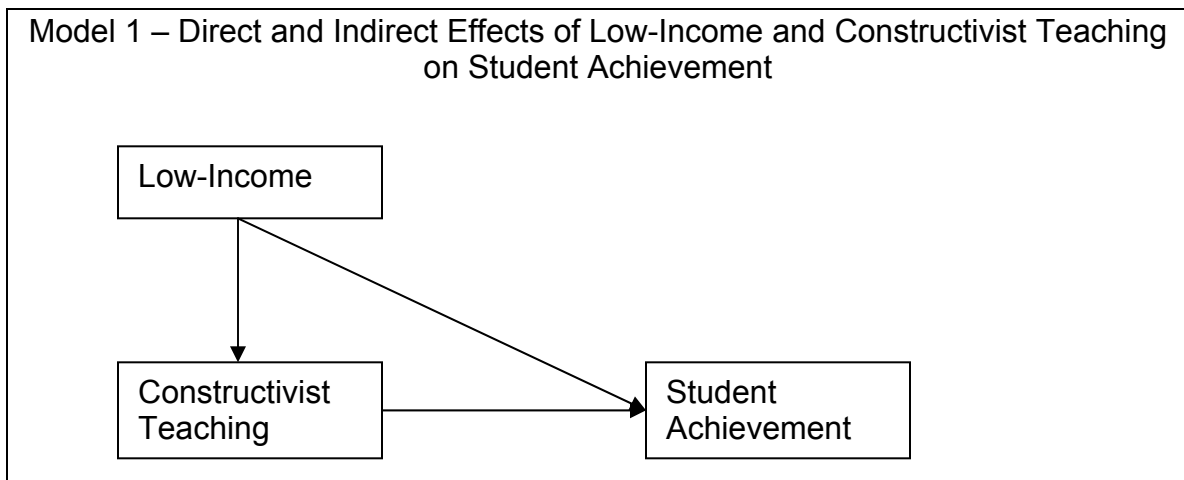 Model 1 – Direct and Indirect Effects of Low-Income and Constructivist Teaching
on Student Achievement
Low-Income
Constructivist
Teaching
Student
Achievement